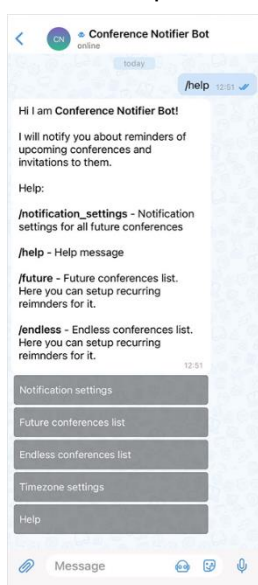 CN
Conference Notifier Bot
online
today
/help 12:51
Hi I am Conference Notifier Bot!
I will notify you about reminders of
upcoming conferences and
invitations to them.
Help:
/notification_settings - Notification
settings for all future conferences
/help - Help message
/future - Future conferences list.
Here you can setup recurring
reimnders for it.
/endless - Endless conferences list.
Here you can setup recurring
reimnders for it.
12:51
Notification settings
Future conferences list
Endless conferences list
Timezone settings
Help
Message